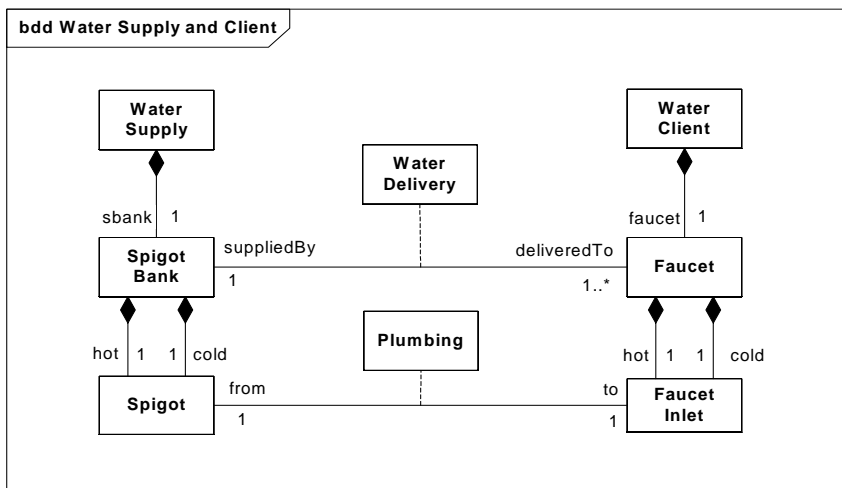 bdd Water Supply and Client
Water
Supply
Water
Client
Water
Delivery
sbank 1
faucet 1
Spigot
Bank
suppliedBy
1
deliveredTo
1..*
Faucet
hot 1 1 cold
Plumbing
hot 1 1 cold
Spigot
from
1
to
1
Faucet
Inlet